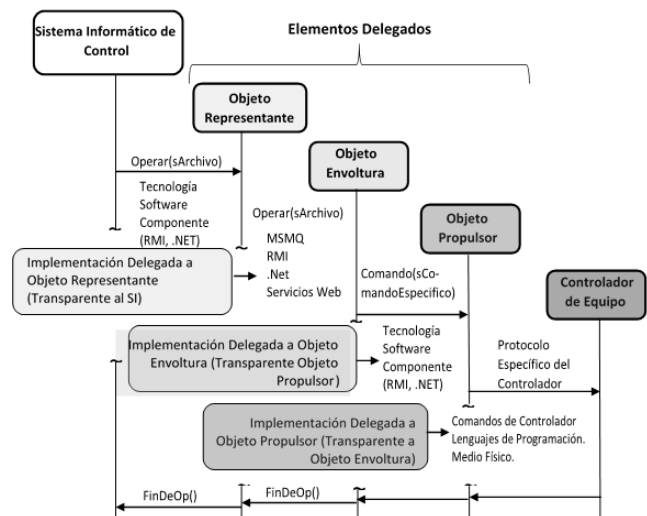 Sistema Informático de
Control
Elementos Delegados
Objeto
Representante
Objeto
Envoltura
Operar(sArchivo)
Tecnología
Software
Componente
(RMI, .NET)
Operar(sArchivo)
MSMQ
RMI
.Net
Servicios Web
Objeto
Propulsor
Implementación Delegada a
Objeto Representante
(Transparente al SI)
Comando(sCo-
mandoEspecifico)
Controlador
de Equipo
Implementación Delegada a Objeto
Envoltura (Transparente Objeto
Propulsor)
Tecnología
Software
Componente
(RMI, .NET)
Protocolo
Específico del
Controlador
Implementación Delegada a
Objeto Propulsor (Transparente a
Objeto Envoltura)
Comandos de Controlador
Lenguajes de Programación.
Medio Físico.
FinDeOp()
FinDeOp()